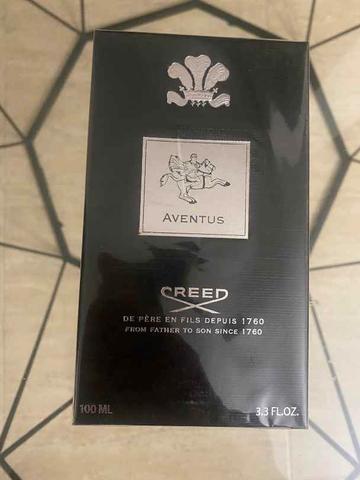 AVENTUS
CREED
DE PÈRE EN FILS DEPUIS 1760
FROM FATHER TO SON SINCE 1760
100 ML 3.3 FL.OZ.